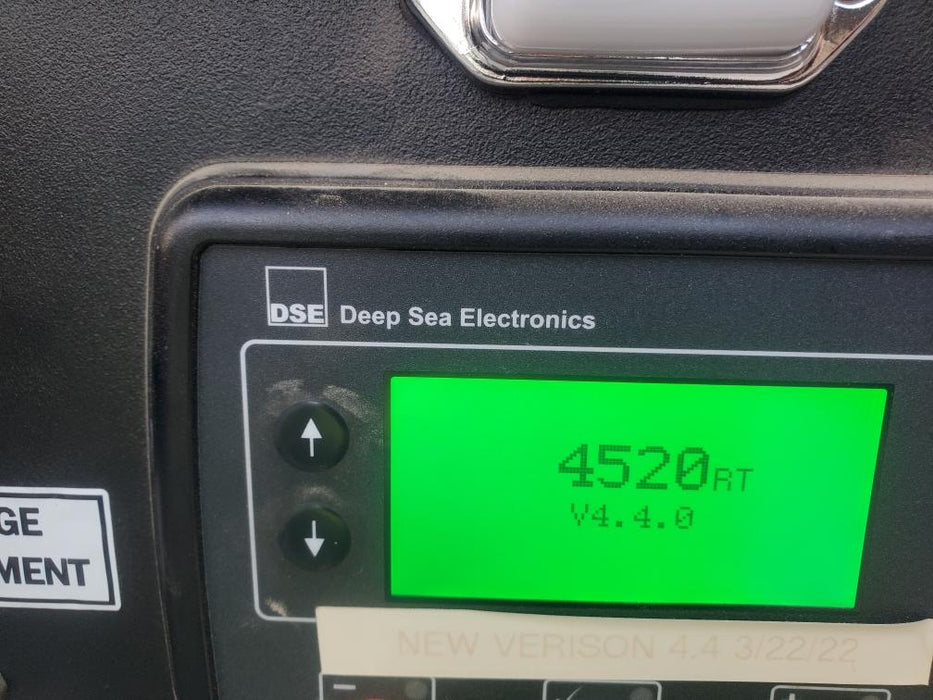 DSE Deep Sea Electronics
4520RT
V4.4.0
GE
MENT
NEW VERISON 4.4 3/22/22